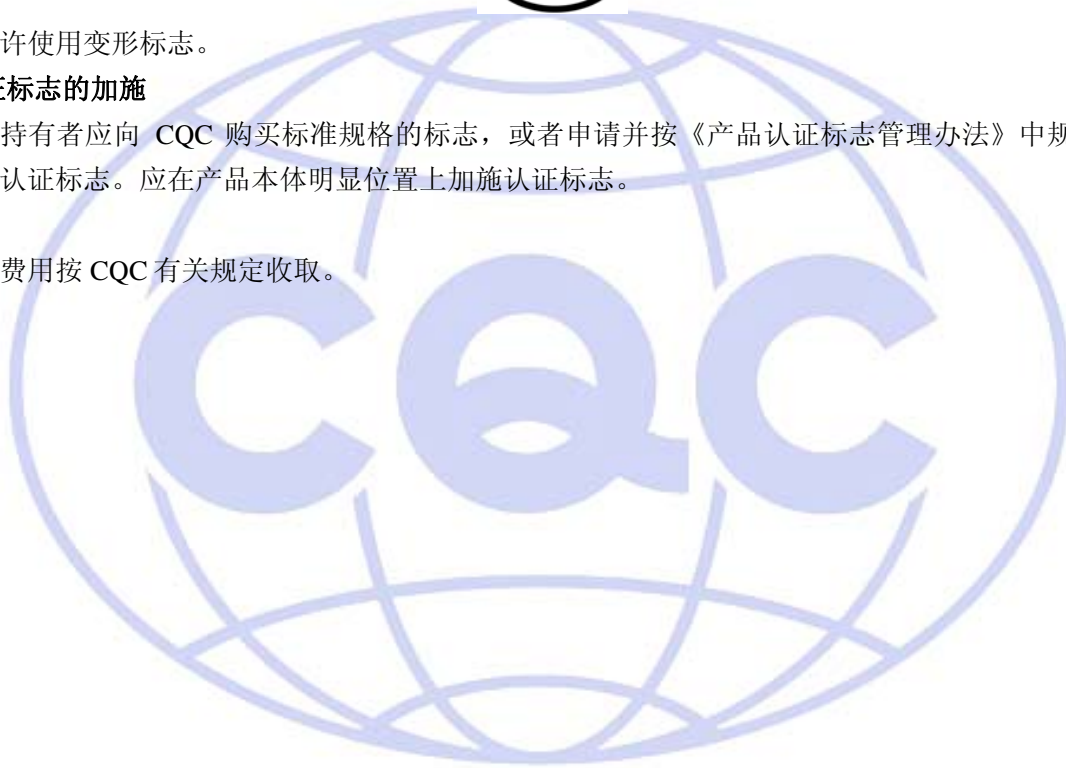 许使用变形标志。
标志的加施
持有者应向 CQC 购买标准规格的标志，或者申请并按《产品认证标志管理办法》中规
认证标志。应在产品本体明显位置上加施认证标志。
费用按 CQC 有关规定收取。
CQC